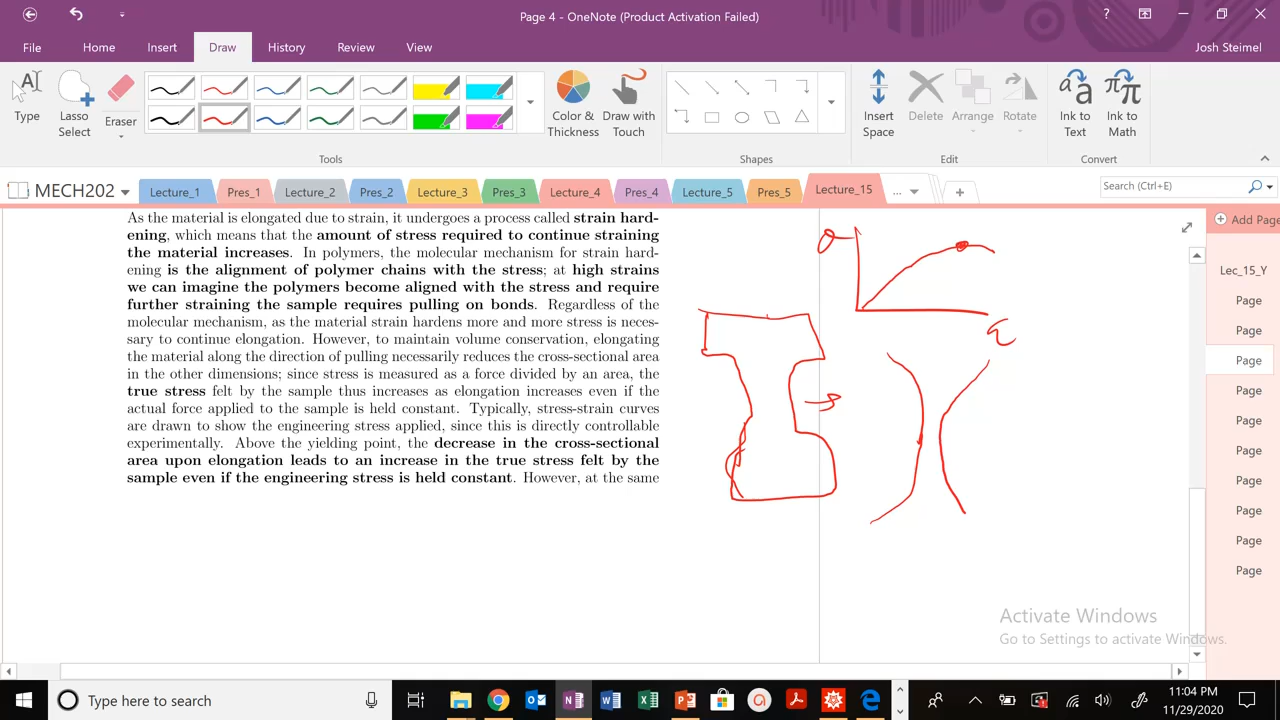 Page 4 - OneNote (Product Activation Failed)
?
File
Home
Insert
Draw
History
Review
View
Josh Steimel
Type
Lasso
Select
Eraser
Color &
Thickness
Draw with
Touch
Insert
Space
Delete
Arrange
Rotate
Ink to
Text
Ink to
Math
Tools
Shapes
Edit
Convert
MECH202
Lecture_1
Pres_1
Lecture_2
Pres_2
Lecture_3
Pres_3
Lecture_4
Pres_4
Lecture_5
Pres_5
Lecture_15
...
Search (Ctrl+E)
Add Page
Lec_15_Y
Page
Page
Page
Page
Page
Page
Page
Page
Page
Page
As the material is elongated due to strain, it undergoes a process called strain hard-
ening, which means that the amount of stress required to continue straining
the material increases. In polymers, the molecular mechanism for strain hard-
ening is the alignment of polymer chains with the stress; at high strains
we can imagine the polymers become aligned with the stress and require
further straining the sample requires pulling on bonds. Regardless of the
molecular mechanism, as the material strain hardens more and more stress is neces-
sary to continue elongation. However, to maintain volume conservation, elongating
the material along the direction of pulling necessarily reduces the cross-sectional area
in the other dimensions; since stress is measured as a force divided by an area, the
true stress felt by the sample thus increases as elongation increases even if the
actual force applied to the sample is held constant. Typically, stress-strain curves
are drawn to show the engineering stress applied, since this is directly controllable
experimentally. Above the yielding point, the decrease in the cross-sectional
area upon elongation leads to an increase in the true stress felt by the
sample even if the engineering stress is held constant. However, at the same
σ
Activate Windows
Go to Settings to activate Windows.
Type here to search
11:04 PM
11/29/2020